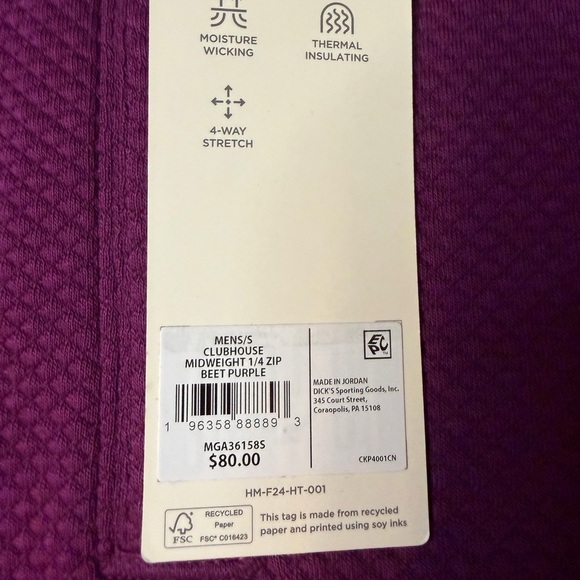 MOISTURE
WICKING
THERMAL
INSULATING
4-WAY
STRETCH
MENS/S
CLUBHOUSE
MIDWEIGHT 1/4 ZIP
BEET PURPLE
1 96358 88889 3
MGA36158S
$80.00
EPC™
MADE IN JORDAN
DICK'S Sporting Goods, Inc.
345 Court Street,
Coraopolis, PA 15108
CKP4001CN
HM-F24-HT-001
FSC
RECYCLED
Paper
FSC® C016423
This tag is made from recycled
paper and printed using soy inks